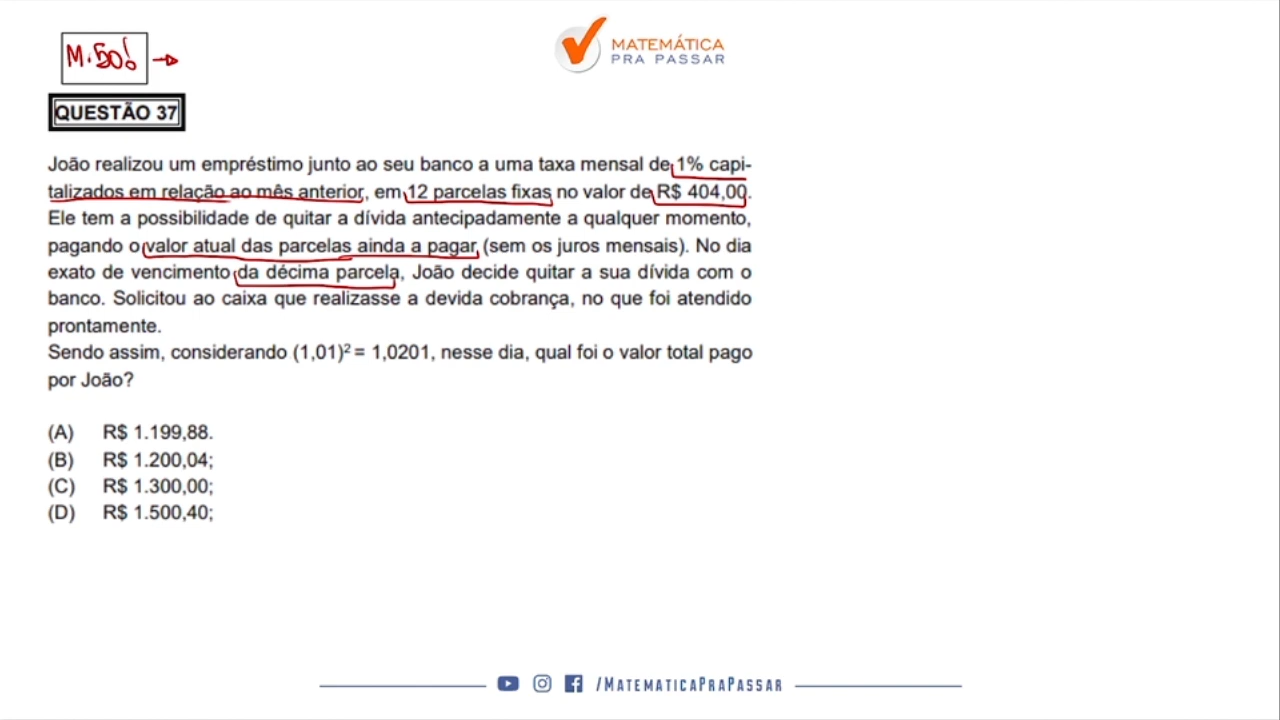 M.50!
MATEMÁTICA
PRA PASSAR
QUESTÃO 37
João realizou um empréstimo junto ao seu banco a uma taxa mensal de 1% capi-
talizados em relação ao mês anterior, em 12 parcelas fixas no valor de R$ 404,00.
Ele tem a possibilidade de quitar a dívida antecipadamente a qualquer momento,
pagando o valor atual das parcelas ainda a pagar (sem os juros mensais). No dia
exato de vencimento da décima parcela, João decide quitar a sua dívida com o
banco. Solicitou ao caixa que realizasse a devida cobrança, no que foi atendido
prontamente.
Sendo assim, considerando (1,01)² = 1,0201, nesse dia, qual foi o valor total pago
por João?
(A) R$ 1.199,88.
(B) R$ 1.200,04;
(C) R$ 1.300,00;
(D) R$ 1.500,40;
/MATEMATICAPRAPASSAR